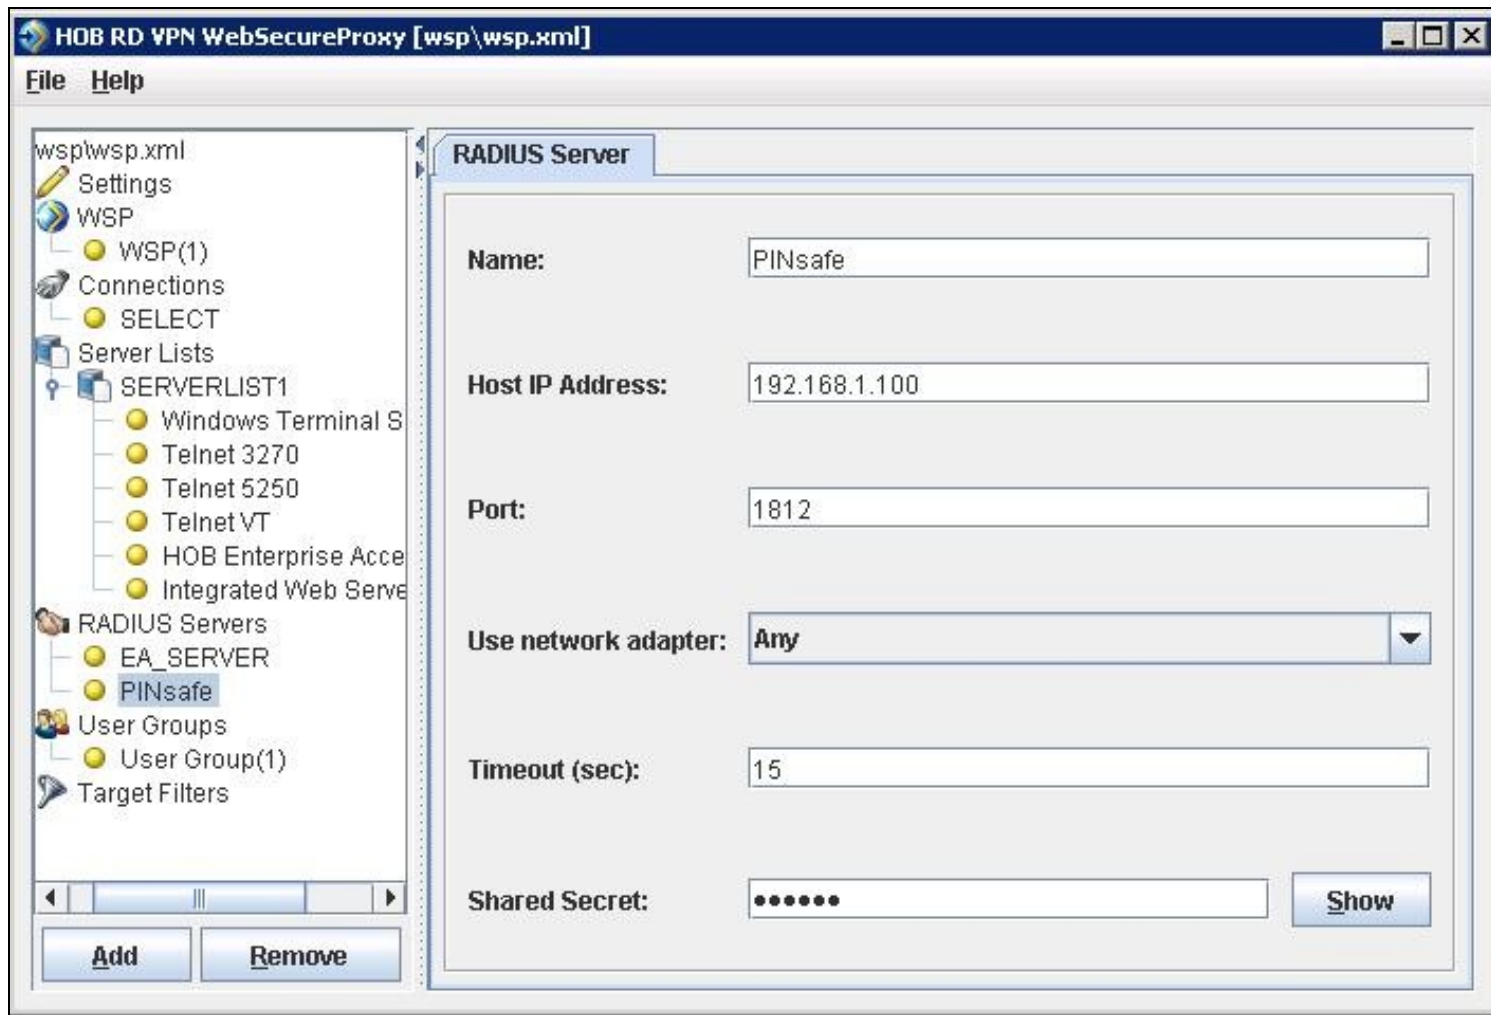 HOB RD VPN WebSecureProxy [wsp\wsp.xml]
File Help
wsp\wsp.xml
Settings
WSP
WSP(1)
Connections
SELECT
Server Lists
SERVERLIST1
Windows Terminal S
Telnet 3270
Telnet 5250
Telnet VT
HOB Enterprise Acce
Integrated Web Serve
RADIUS Servers
EA_SERVER
PINsafe
User Groups
User Group(1)
Target Filters
Add Remove
RADIUS Server
Name: PINsafe
Host IP Address: 192.168.1.100
Port: 1812
Use network adapter: Any
Timeout (sec): 15
Shared Secret: •••••• Show